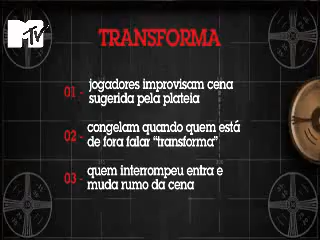 MTV
TRANSFORMA
01 - jogadores improvisam cena
sugerida pela plateia
02 - congelam quando quem está
de fora falar "transforma"
03 - quem interrompeu entra e
muda rumo da cena